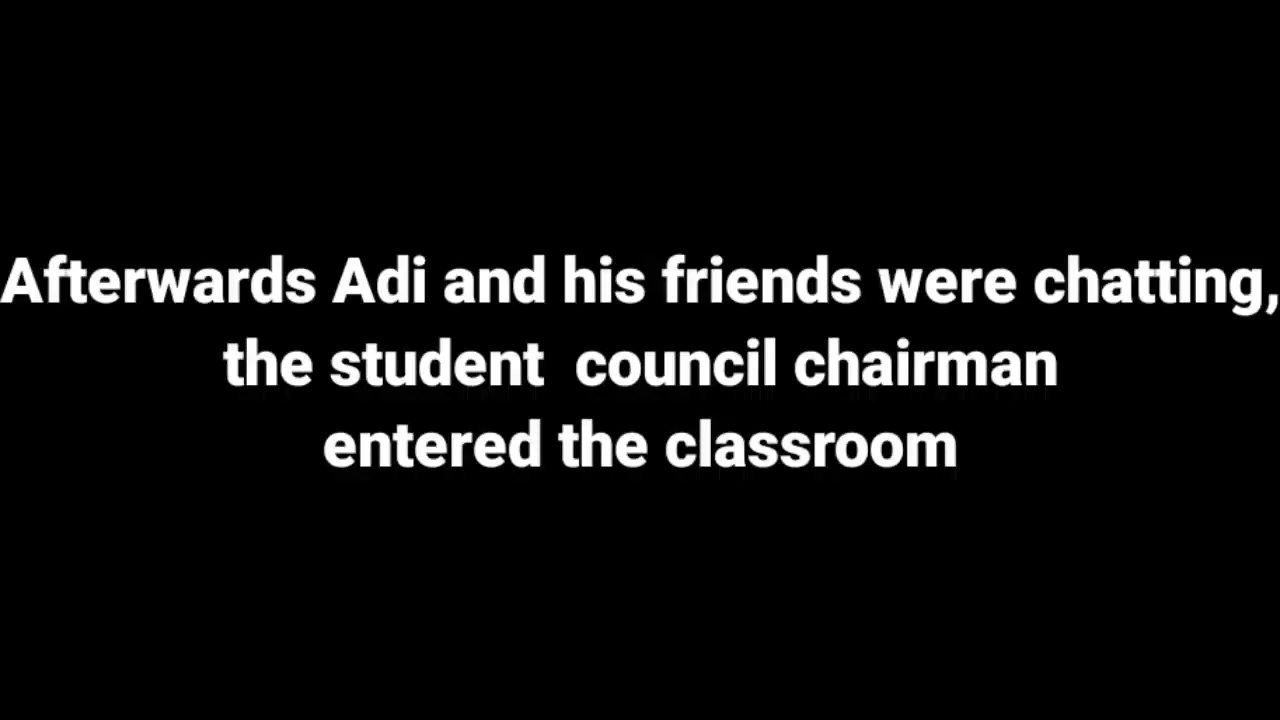 Afterwards Adi and his friends were chatting,
the student  council chairman
entered the classroom